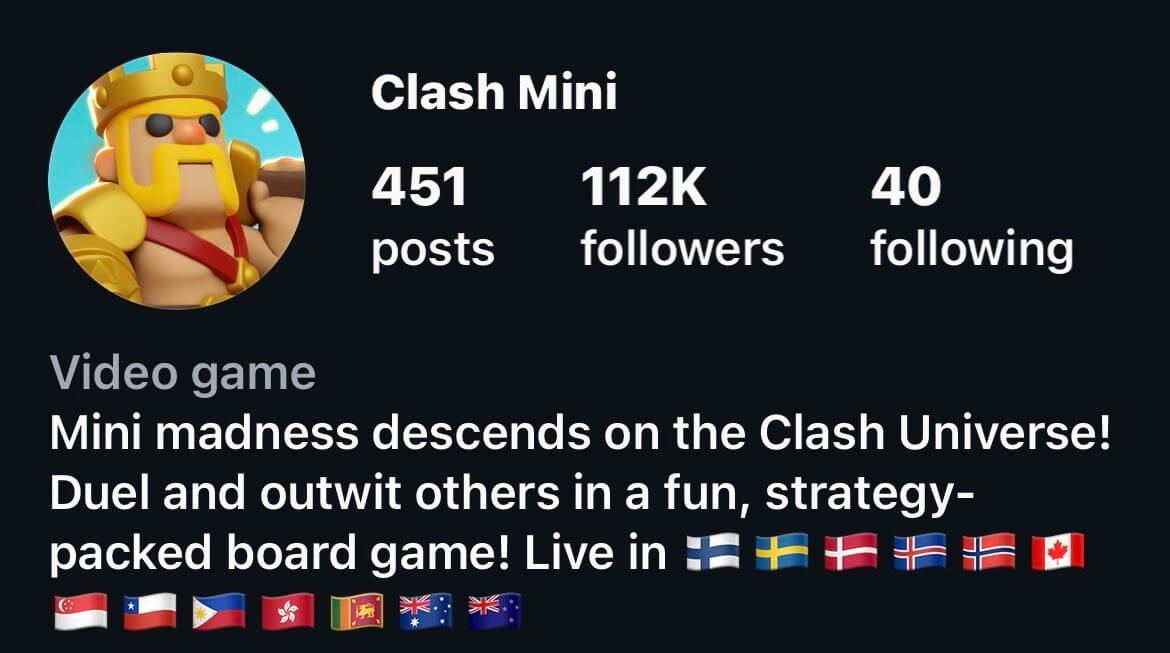 Clash Mini
451 112K 40
posts followers following
Video game
Mini madness descends on the Clash Universe!
Duel and outwit others in a fun, strategy-
packed board game! Live in 🇫🇮 🇸🇪 🇩🇰 🇮🇸 🇳🇴 🇨🇦
🇸🇬 🇨🇱 🇵🇭 🇭🇰 🇱🇰 🇦🇺 🇳🇿